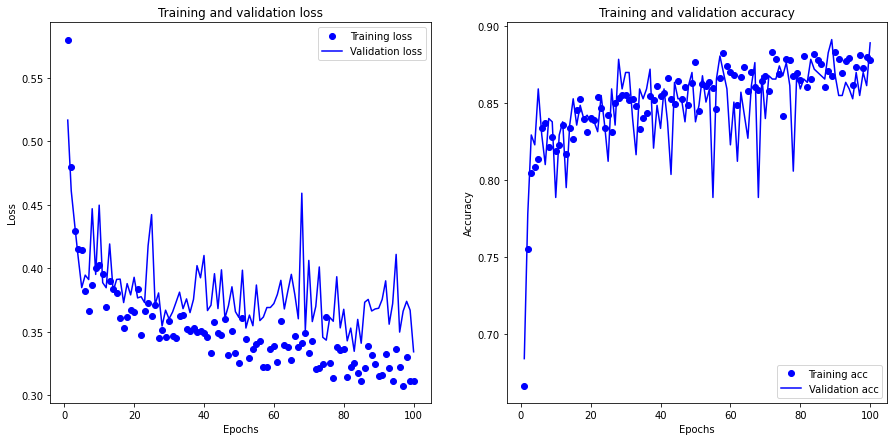 Training and validation loss
Training loss
Validation loss
0.55
0.50
0.45
0.40
0.35
0.30
Loss
0 20 40 60 80 100
Epochs
Training and validation accuracy
0.90
0.85
0.80
0.75
0.70
Accuracy
Training acc
Validation acc
0 20 40 60 80 100
Epochs